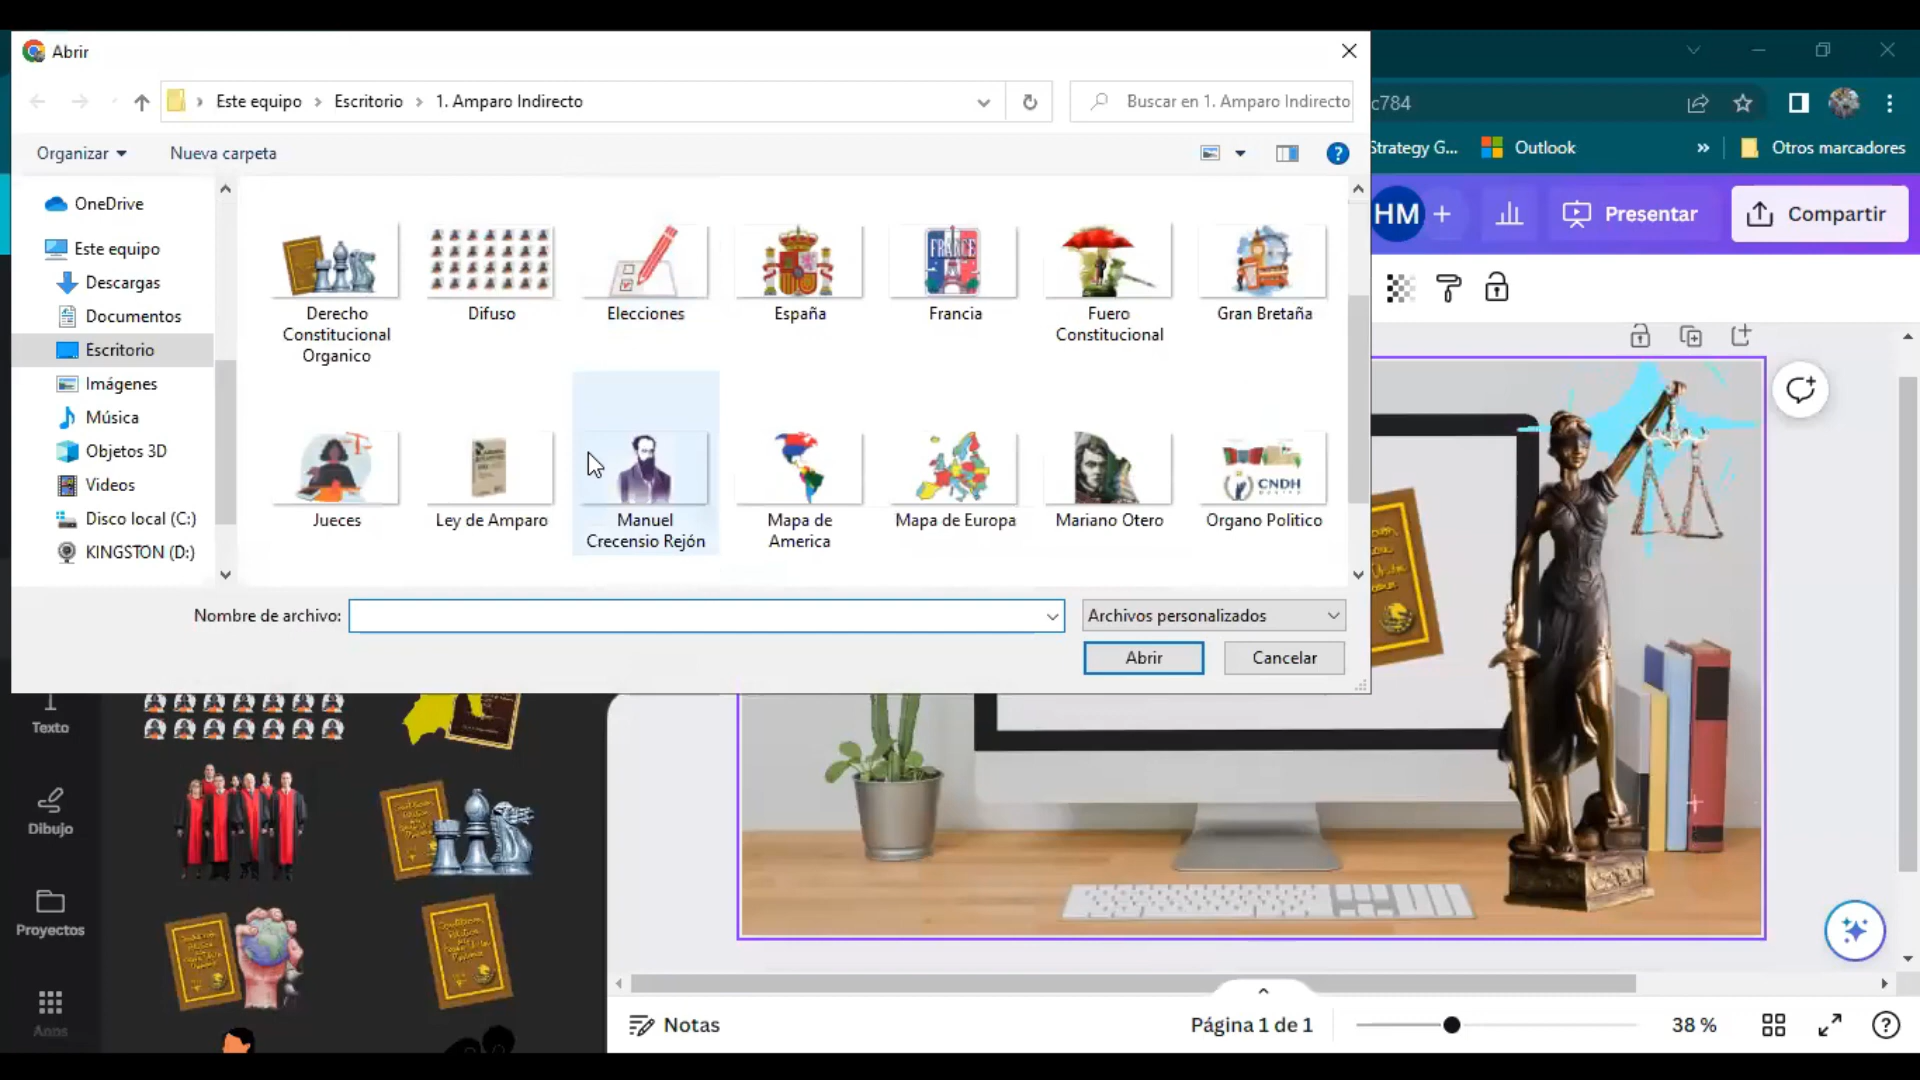 Abrir
Este equipo
Escritorio
1. Amparo Indirecto
Buscar en 1. Amparo Indirecto
c784
Organizar
Nueva carpeta
Strategy G...
Outlook
Otros marcadores
OneDrive
Este equipo
Descargas
Documentos
Escritorio
Imágenes
Música
Objetos 3D
Videos
Disco local (C:)
KINGSTON (D:)
FRANCE
Derecho
Constitucional
Organico
Difuso
Elecciones
España
Francia
Fuero
Constitucional
Gran Bretaña
CNDH
Jueces
Ley de Amparo
Manuel
Crecensio Rejón
Mapa de
America
Mapa de Europa
Mariano Otero
Organo Politico
Nombre de archivo:
Archivos personalizados
Abrir
Cancelar
HM
Presentar
Compartir
Texto
Dibujo
Proyectos
Notas
Página 1 de 1
38 %